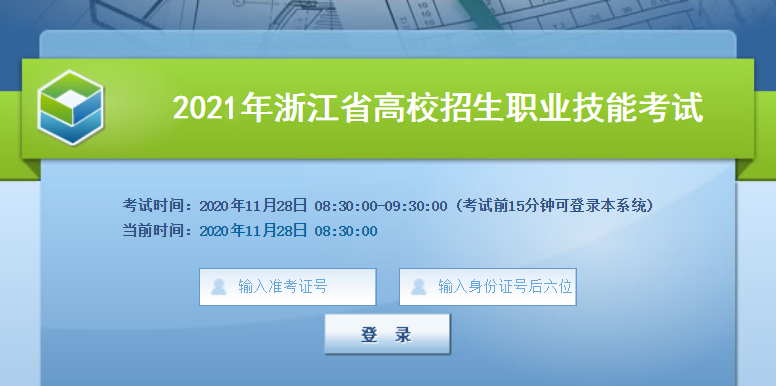 2021年浙江省高校招生职业技能考试
考试时间：2020年11月28日 08:30:00-09:30:00 (考试前15分钟可登录本系统)
当前时间：2020年11月28日 08:30:00
输入准考证号 输入身份证号后六位
登 录